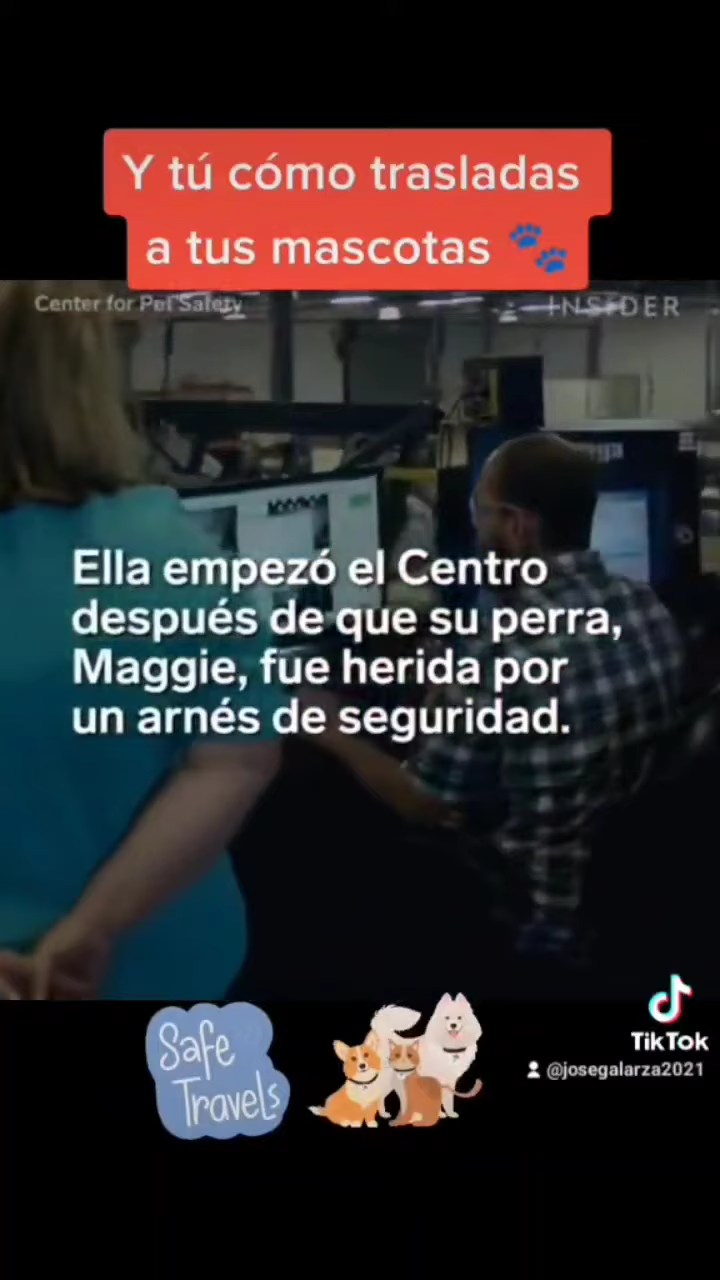 Y tú cómo trasladas
a tus mascotas 🐾
Center for Pet Safety
INSIDER
Ella empezó el Centro
después de que su perra,
Maggie, fue herida por
un arnés de seguridad.
Safe
Travels
TikTok
@josegalarza2021